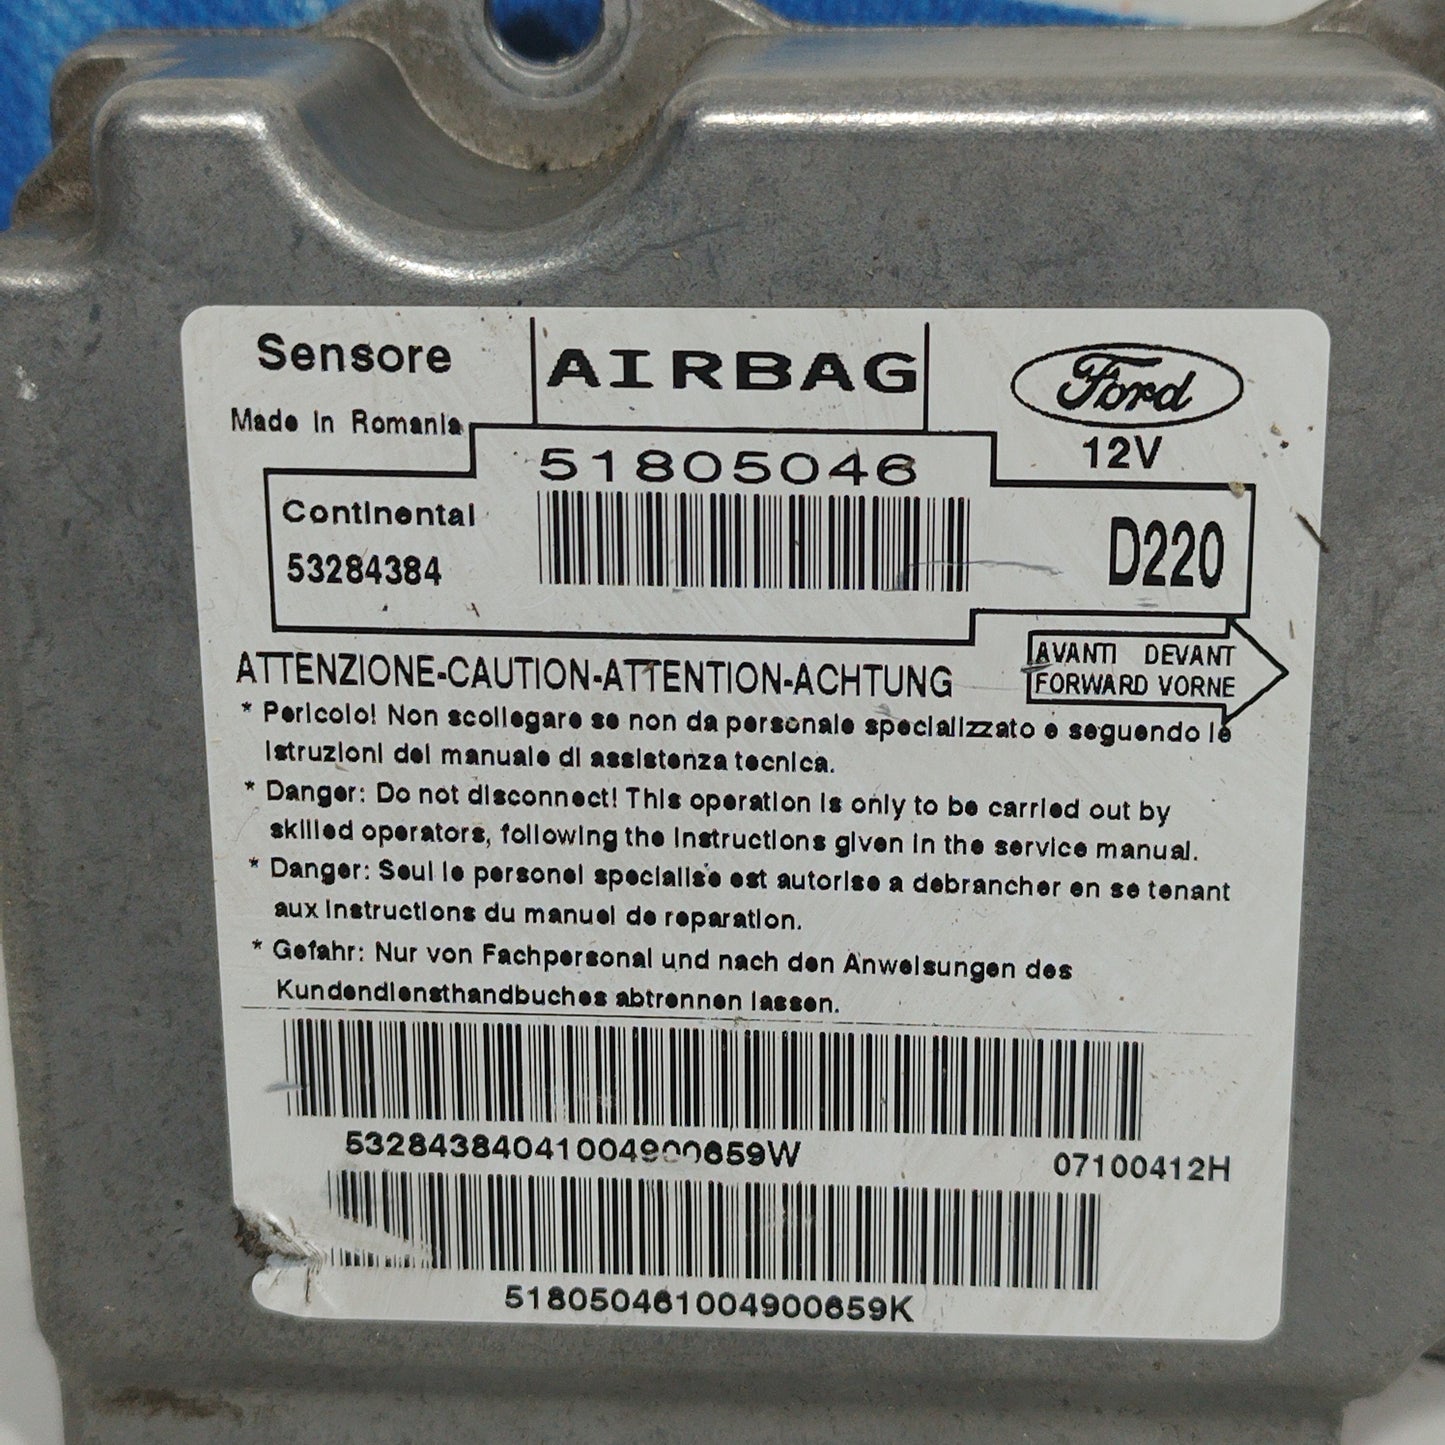 Sensore
AIRBAG
Ford
Made in Romania
12V
51805046
Continental
53284384
D220
AVANTI DEVANT
FORWARD VORNE
ATTENZIONE-CAUTION-ATTENTION-ACHTUNG
* Pericolo! Non scollegare se non da personale specializzato e seguendo le
istruzioni del manuale di assistenza tecnica.
* Danger: Do not disconnect! This operation is only to be carried out by
skilled operators, following the instructions given in the service manual.
* Danger: Seul le personel specialise est autorise a debrancher en se tenant
aux instructions du manuel de reparation.
* Gefahr: Nur von Fachpersonal und nach den Anweisungen des
Kundendiensthandbuches abtrennen lassen.
53284384041004900659W
07100412H
518050461004900659K